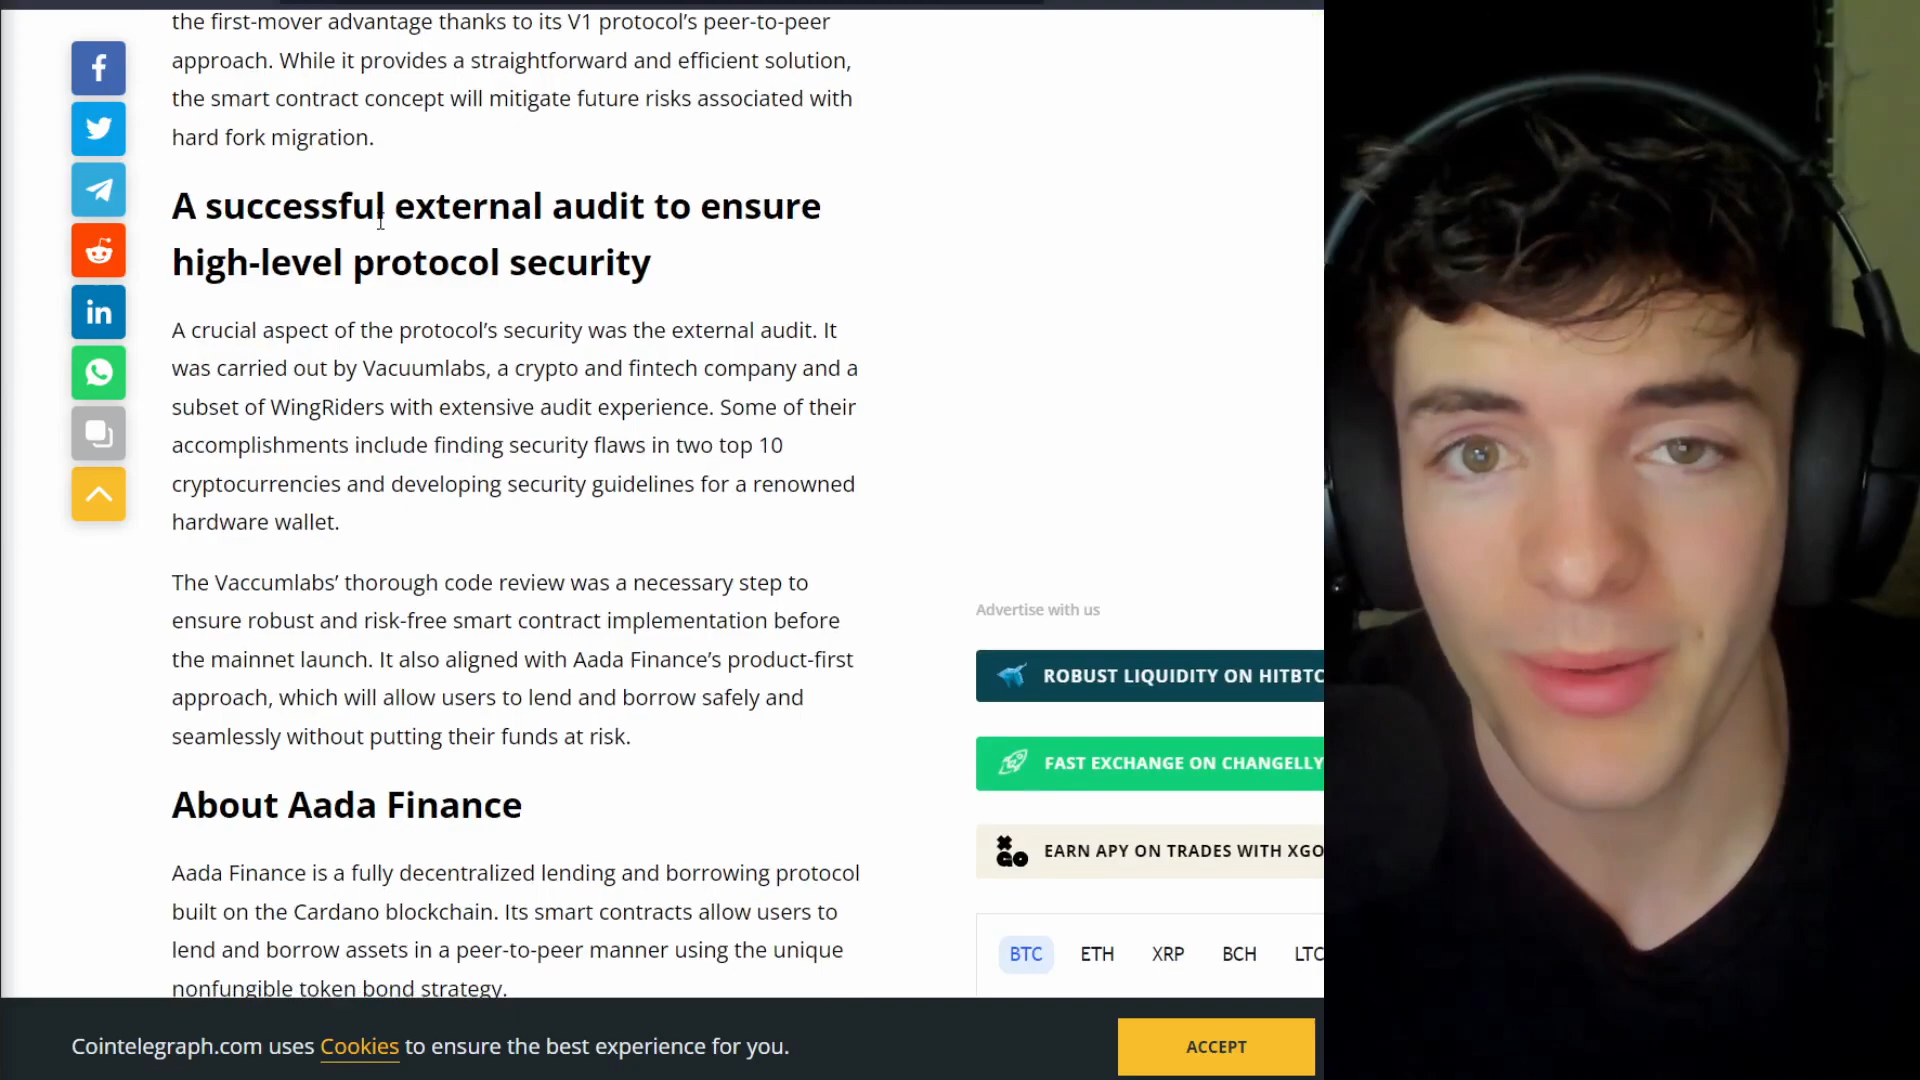 the first-mover advantage thanks to its V1 protocol’s peer-to-peer
approach. While it provides a straightforward and efficient solution,
the smart contract concept will mitigate future risks associated with
hard fork migration.
A successful external audit to ensure
high-level protocol security
A crucial aspect of the protocol’s security was the external audit. It
was carried out by Vacuumlabs, a crypto and fintech company and a
subset of WingRiders with extensive audit experience. Some of their
accomplishments include finding security flaws in two top 10
cryptocurrencies and developing security guidelines for a renowned
hardware wallet.
The Vaccumlabs’ thorough code review was a necessary step to
ensure robust and risk-free smart contract implementation before
the mainnet launch. It also aligned with Aada Finance’s product-first
approach, which will allow users to lend and borrow safely and
seamlessly without putting their funds at risk.
About Aada Finance
Aada Finance is a fully decentralized lending and borrowing protocol
built on the Cardano blockchain. Its smart contracts allow users to
lend and borrow assets in a peer-to-peer manner using the unique
nonfungible token bond strategy.
Advertise with us
ROBUST LIQUIDITY ON HITBTC
FAST EXCHANGE ON CHANGELLY
XGO
EARN APY ON TRADES WITH XGO
BTC ETH XRP BCH LTC
Cointelegraph.com uses Cookies to ensure the best experience for you.
ACCEPT